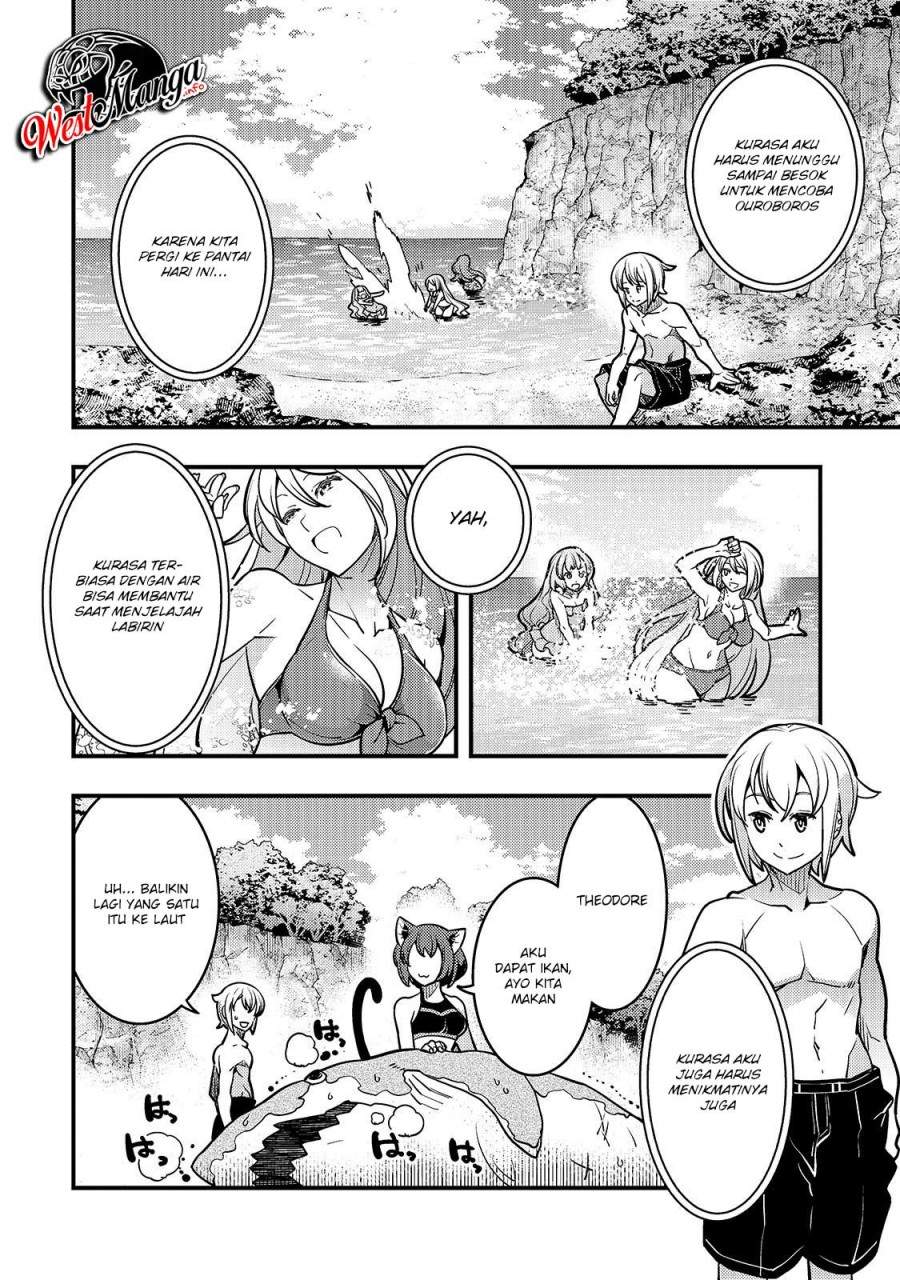 WestManga
.info
KURASA AKU
HARUS MENUNGGU
SAMPAI BESOK
UNTUK MENCOBA
OUROBOROS
KARENA KITA
PERGI KE PANTAI
HARI INI...
YAH,
KURASA TER-
BIASA DENGAN AIR
BISA MEMBANTU
SAAT MENJELAJAH
LABIRIN
KURASA AKU
JUGA HARUS
MENIKMATINYA
JUGA
THEODORE
AKU
DAPAT IKAN,
AYO KITA
MAKAN
UH... BALIKIN
LAGI YANG SATU
ITU KE LAUT
はっ
はっ
はっ
はっ
はっ